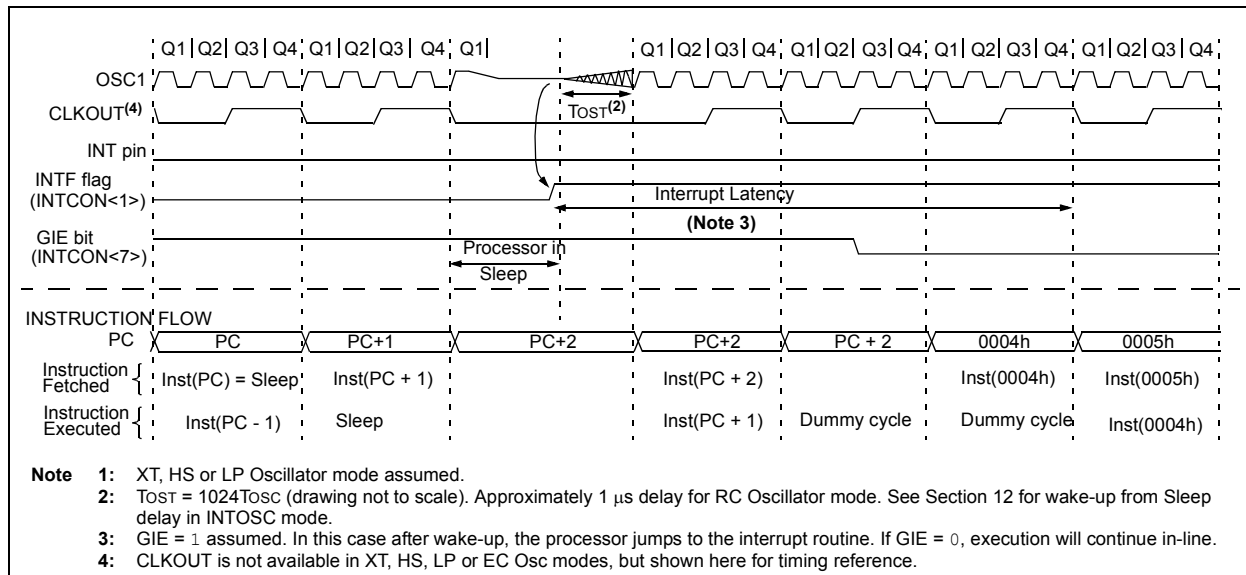 Q1 Q2 Q3 Q4 Q1 Q2 Q3 Q4 Q1 Q1 Q2 Q3 Q4 Q1 Q2 Q3 Q4 Q1 Q2 Q3 Q4 Q1 Q2 Q3 Q4
OSC1
CLKOUT(4)
TOST(2)
INT pin
INTF flag
(INTCON<1>)
Interrupt Latency
(Note 3)
GIE bit
(INTCON<7>)
Processor in
Sleep
INSTRUCTION FLOW
PC PC PC+1 PC+2 PC+2 PC + 2 0004h 0005h
Instruction
Fetched
Inst(PC) = Sleep Inst(PC + 1) Inst(PC + 2) Inst(0004h) Inst(0005h)
Instruction
Executed
Inst(PC - 1) Sleep Inst(PC + 1) Dummy cycle Dummy cycle Inst(0004h)
Note 1: XT, HS or LP Oscillator mode assumed.
2: TOST = 1024TOSC (drawing not to scale). Approximately 1 μs delay for RC Oscillator mode. See Section 12 for wake-up from Sleep
delay in INTOSC mode.
3: GIE = 1 assumed. In this case after wake-up, the processor jumps to the interrupt routine. If GIE = 0, execution will continue in-line.
4: CLKOUT is not available in XT, HS, LP or EC Osc modes, but shown here for timing reference.